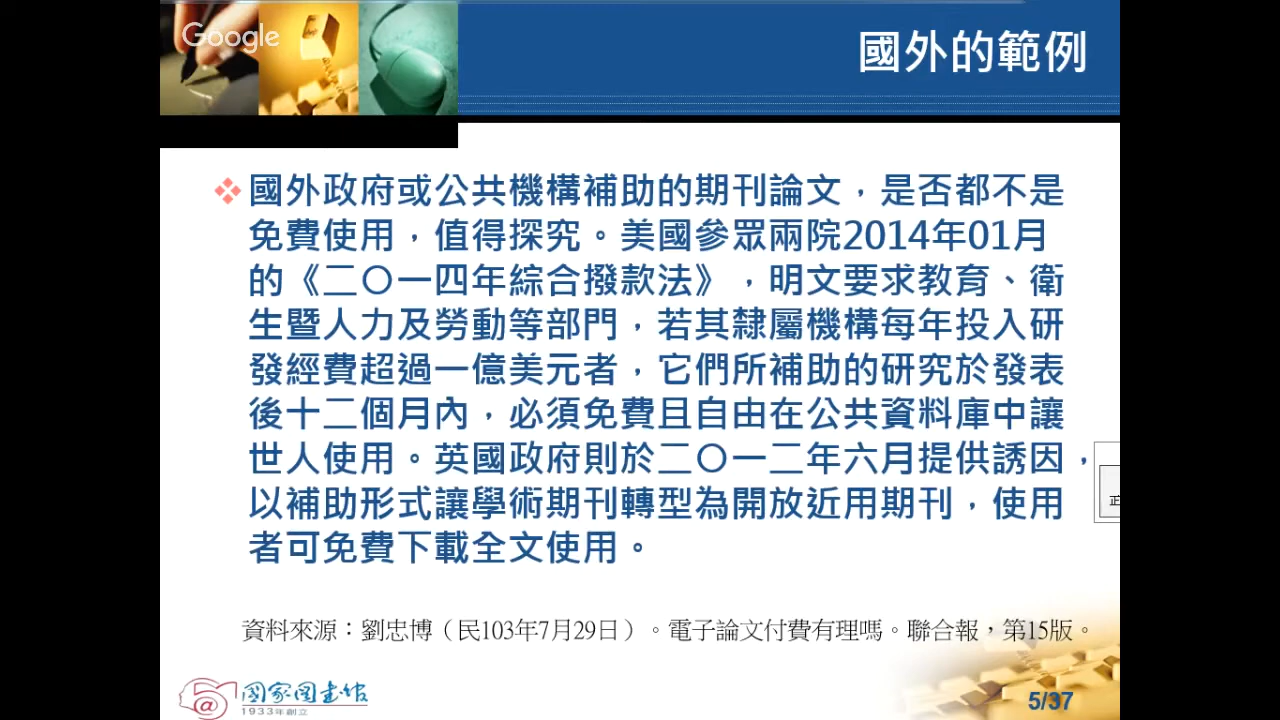 Google
國外的範例
國外政府或公共機構補助的期刊論文，是否都不是
免費使用，值得探究。美國參眾兩院2014年01月
的《二○一四年綜合撥款法》，明文要求教育、衛
生暨人力及勞動等部門，若其隸屬機構每年投入研
發經費超過一億美元者，它們所補助的研究於發表
後十二個月內，必須免費且自由在公共資料庫中讓
世人使用。英國政府則於二○一二年六月提供誘因，
以補助形式讓學術期刊轉型為開放近用期刊，使用
者可免費下載全文使用。
正
資料來源：劉忠博（民103年7月29日）。電子論文付費有理嗎。聯合報，第15版。
國家圖書館
1933年創立
5/37